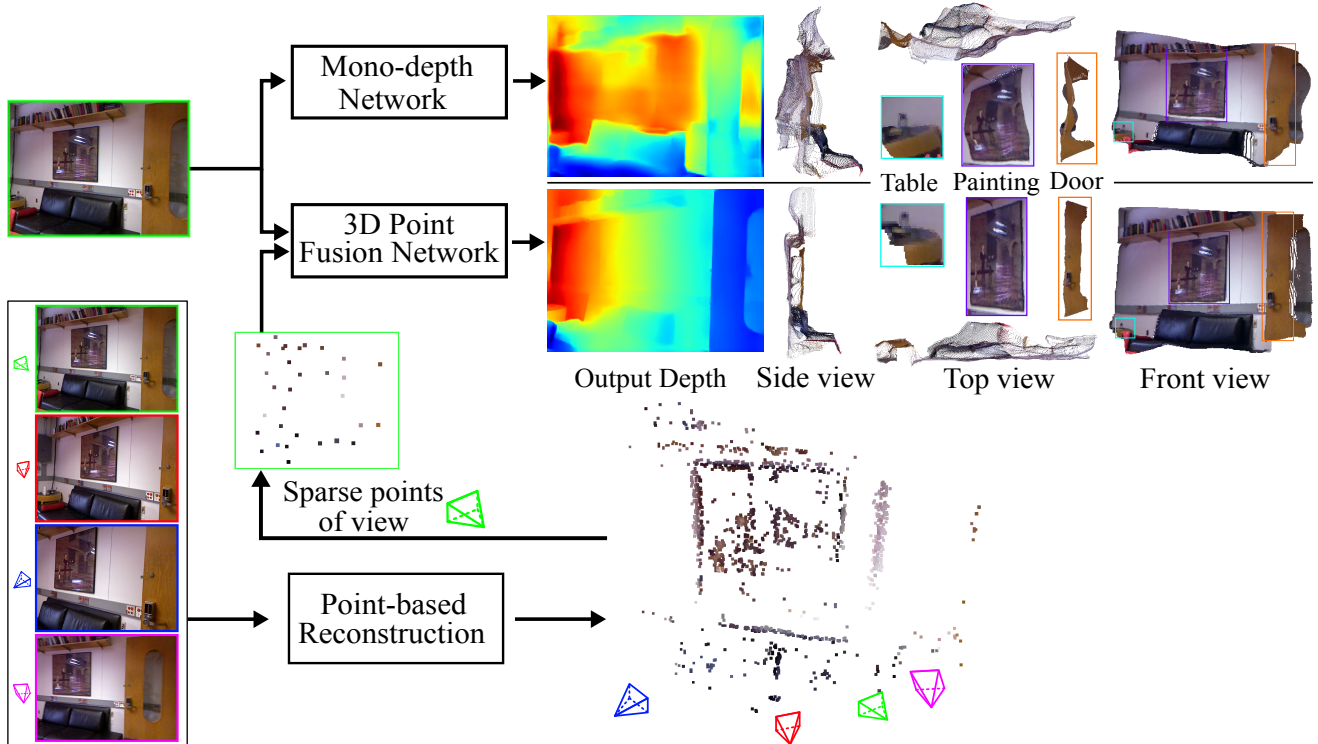 Mono-depth
Network
3D Point
Fusion Network
Table
Painting
Door
Output Depth
Side view
Top view
Front view
Sparse points
of view
Point-based
Reconstruction